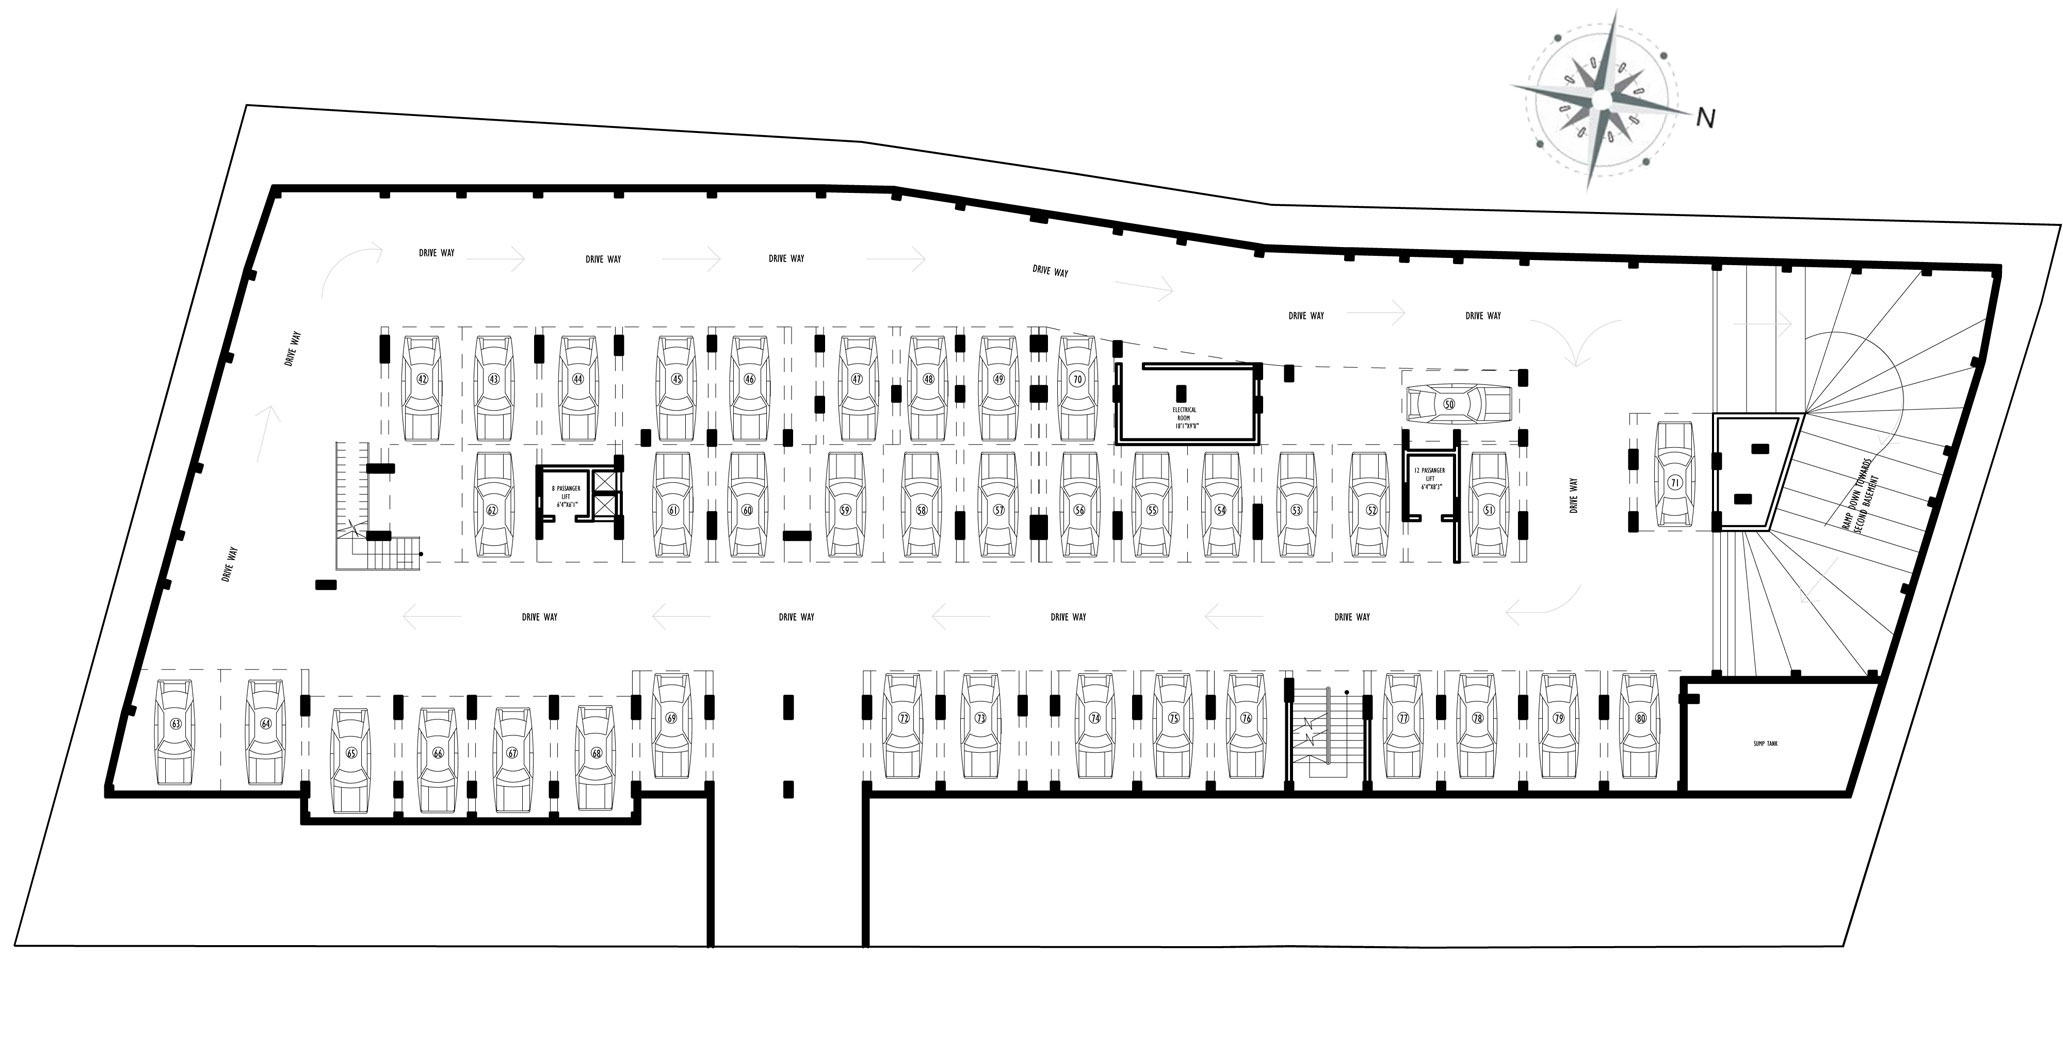 N
DRIVE WAY
DRIVE WAY
DRIVE WAY
DRIVE WAY
DRIVE WAY
DRIVE WAY
DRIVE WAY
42
43
44
45
46
47
48
49
70
50
ELECTRICAL
ROOM
71
62
8 PASSANGER
LIFT
6'4"X6'1"
61
60
59
58
57
56
55
54
53
52
12 PASSANGER
LIFT
6'4"X8'3"
51
DRIVE WAY
RAMP DOWN TOWARDS
SECOND BASEMENT
DRIVE WAY
DRIVE WAY
DRIVE WAY
DRIVE WAY
DRIVE WAY
63
64
65
66
67
68
69
72
73
74
75
76
77
78
79
80
SUMP TANK